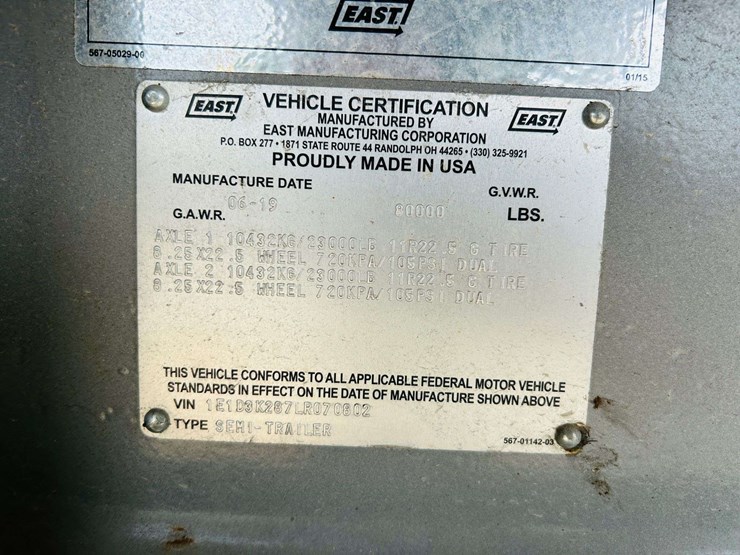 EAST
567-05029-00
01/15
EAST VEHICLE CERTIFICATION EAST
MANUFACTURED BY
EAST MANUFACTURING CORPORATION
P.O. BOX 277 • 1871 STATE ROUTE 44 RANDOLPH OH 44265 • (330) 325-9921
PROUDLY MADE IN USA
MANUFACTURE DATE G.V.W.R.
06-19 80000 LBS.
G.A.W.R.
AXLE 1 10432KG/23000LB 11R22.5 G TIRE
8.25X22.5 WHEEL 720KPA/105PSI DUAL
AXLE 2 10432KG/23000LB 11R22.5 G TIRE
8.25X22.5 WHEEL 720KPA/105PSI DUAL
THIS VEHICLE CONFORMS TO ALL APPLICABLE FEDERAL MOTOR VEHICLE
STANDARDS IN EFFECT ON THE DATE OF MANUFACTURE SHOWN ABOVE
VIN
TYPE SEMI-TRAILER
567-01142-03